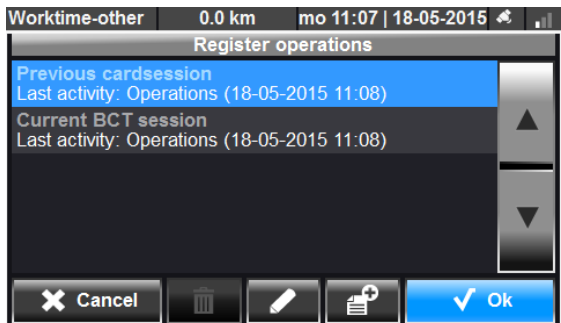 Worktime-other 0.0 km mo 11:07 | 18-05-2015
Register operations
Previous cardsession
Last activity: Operations (18-05-2015 11:08)
Current BCT session
Last activity: Operations (18-05-2015 11:08)
Cancel Ok